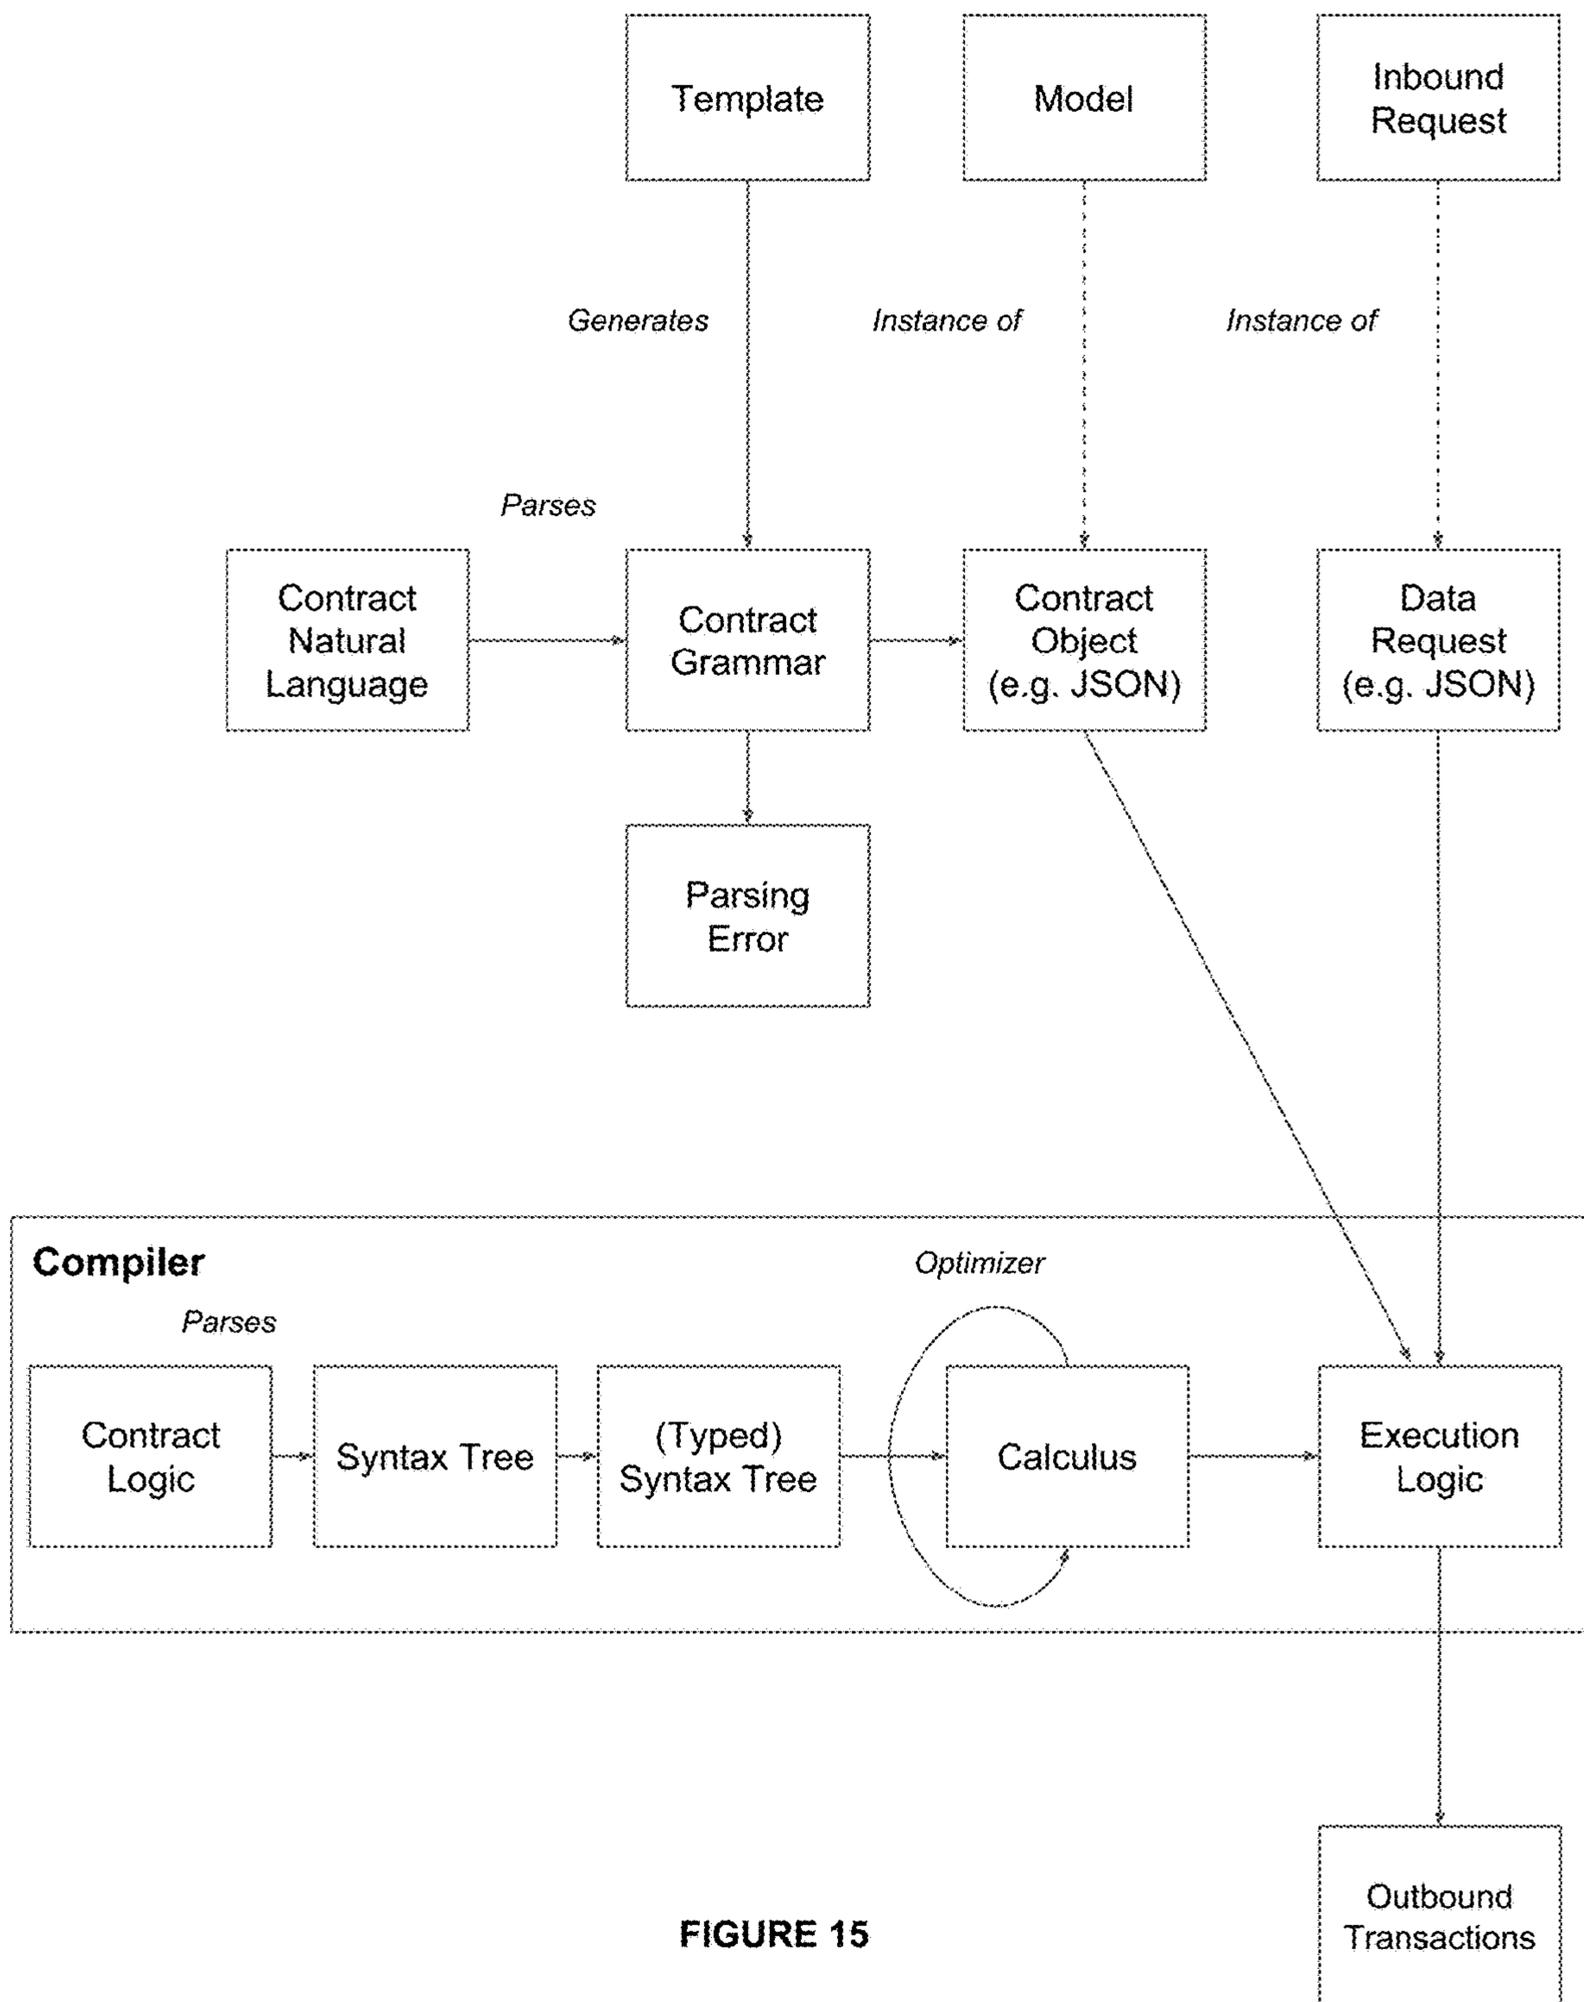 Template
Model
Inbound
Request
Generates
Instance of
Instance of
Parses
Contract
Natural
Language
Contract
Grammar
Contract
Object
(e.g. JSON)
Data
Request
(e.g. JSON)
Parsing
Error
Compiler
Optimizer
Parses
Contract
Logic
Syntax Tree
(Typed)
Syntax Tree
Calculus
Execution
Logic
Outbound
Transactions
FIGURE 15